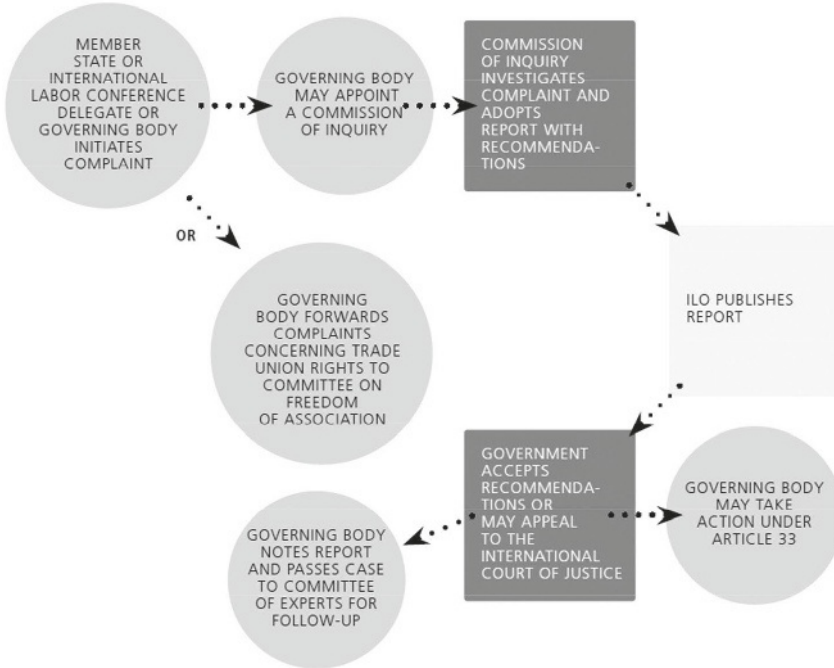 MEMBER
STATE OR
INTERNATIONAL
LABOR CONFERENCE
DELEGATE OR
GOVERNING BODY
INITIATES
COMPLAINT
GOVERNING BODY
MAY APPOINT
A COMMISSION
OF INQUIRY
COMMISSION
OF INQUIRY
INVESTIGATES
COMPLAINT AND
ADOPTS
REPORT WITH
RECOMMENDA-
TIONS
OR
GOVERNING
BODY FORWARDS
COMPLAINTS
CONCERNING TRADE
UNION RIGHTS TO
COMMITTEE ON
FREEDOM
OF ASSOCIATION
ILO PUBLISHES
REPORT
GOVERNMENT
ACCEPTS
RECOMMENDA-
TIONS OR
MAY APPEAL
TO THE
INTERNATIONAL
COURT OF JUSTICE
GOVERNING BODY
MAY TAKE
ACTION UNDER
ARTICLE 33
GOVERNING BODY
NOTES REPORT
AND PASSES CASE
TO COMMITTEE
OF EXPERTS FOR
FOLLOW-UP